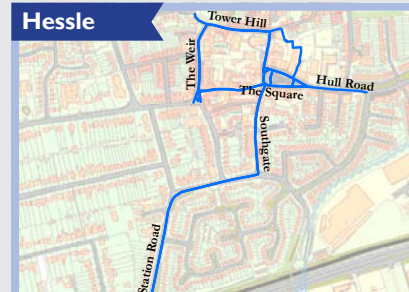 Hessle
Tower Hill
The Weir
Hull Road
The Square
Southgate
Station Road